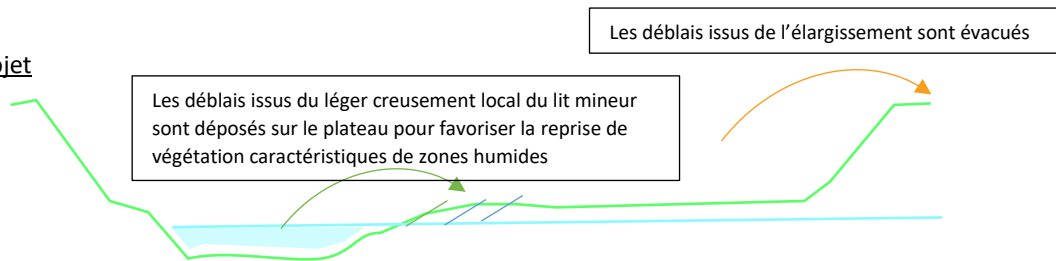 Les déblais issus de l’élargissement sont évacués
ojet
Les déblais issus du léger creusement local du lit mineur
sont déposés sur le plateau pour favoriser la reprise de
végétation caractéristiques de zones humides